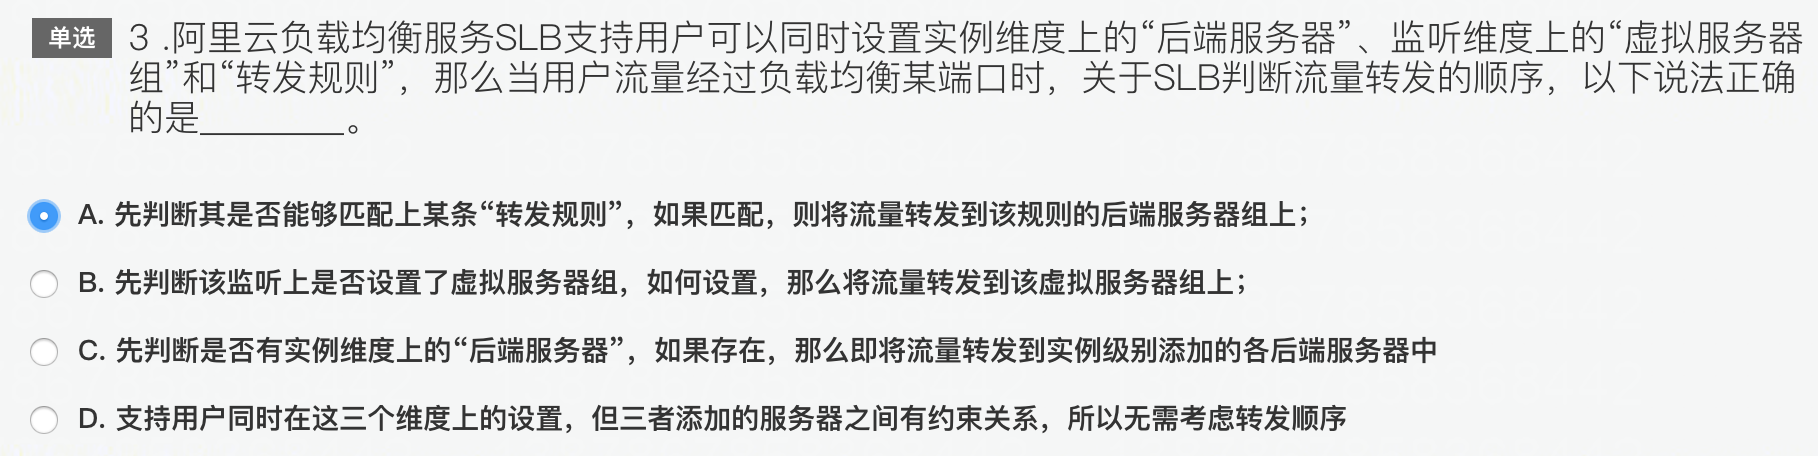 单选 3 .阿里云负载均衡服务SLB支持用户可以同时设置实例维度上的“后端服务器”、监听维度上的“虚拟服务器
组”和“转发规则”，那么当用户流量经过负载均衡某端口时，关于SLB判断流量转发的顺序，以下说法正确
的是________。
A. 先判断其是否能够匹配上某条“转发规则”，如果匹配，则将流量转发到该规则的后端服务器组上；
B. 先判断该监听上是否设置了虚拟服务器组，如何设置，那么将流量转发到该虚拟服务器组上；
C. 先判断是否有实例维度上的“后端服务器”，如果存在，那么即将流量转发到实例级别添加的各后端服务器中
D. 支持用户同时在这三个维度上的设置，但三者添加的服务器之间有约束关系，所以无需考虑转发顺序